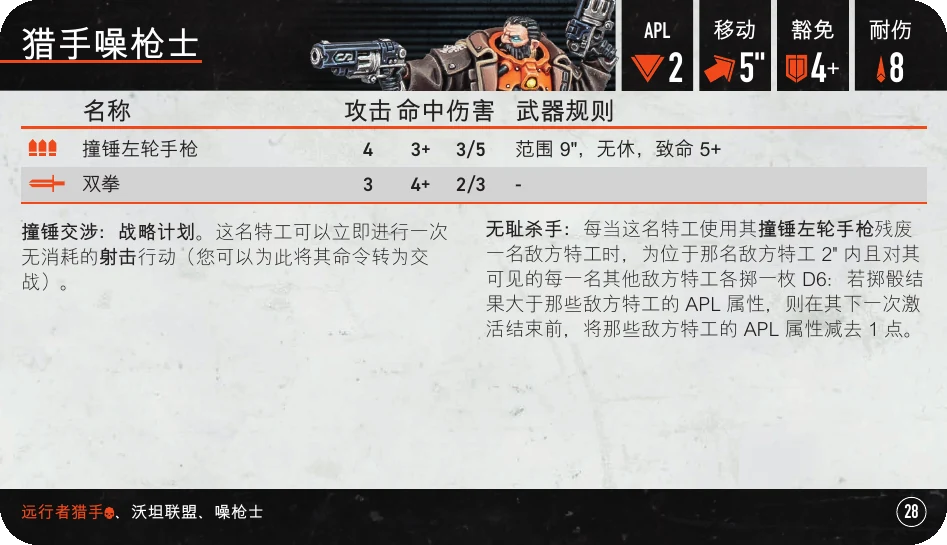 猎手噪枪士
APL 移动 豁免 耐伤
2 5" 4+ 8
名称 攻击 命中 伤害 武器规则
撞锤左轮手枪 4 3+ 3/5 范围 9"，无休，致命 5+
双拳 3 4+ 2/3 -
撞锤交涉：战略计划。这名特工可以立即进行一次
无消耗的射击行动（您可以为此将其命令转为交
战）。
无耻杀手：每当这名特工使用其撞锤左轮手枪残废
一名敌方特工时，为位于那名敌方特工 2" 内且对其
可见的每一名其他敌方特工各掷一枚 D6：若掷骰结
果大于那些敌方特工的 APL 属性，则在其下一次激
活结束前，将那些敌方特工的 APL 属性减去 1 点。
远行者猎手、沃坦联盟、噪枪士
28